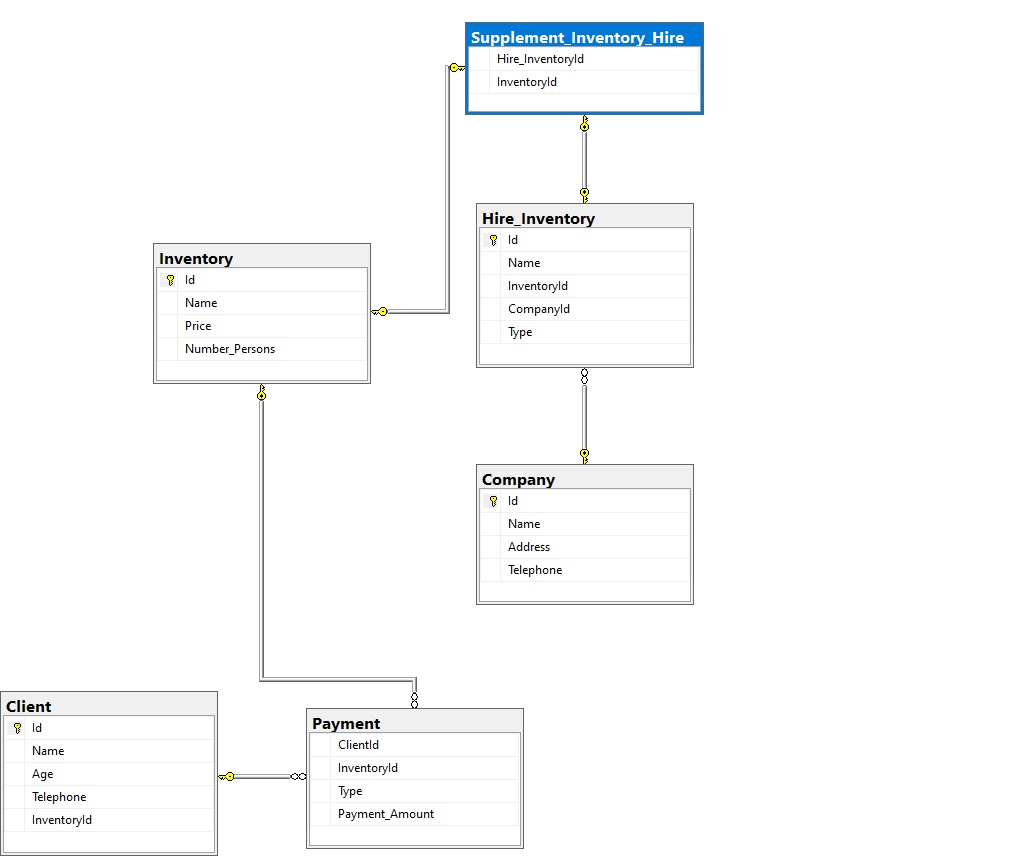 Supplement_Inventory_Hire
Hire_InventoryId
InventoryId
Hire_Inventory
Id
Name
InventoryId
CompanyId
Type
Inventory
Id
Name
Price
Number_Persons
Company
Id
Name
Address
Telephone
Client
Id
Name
Age
Telephone
InventoryId
Payment
ClientId
InventoryId
Type
Payment_Amount